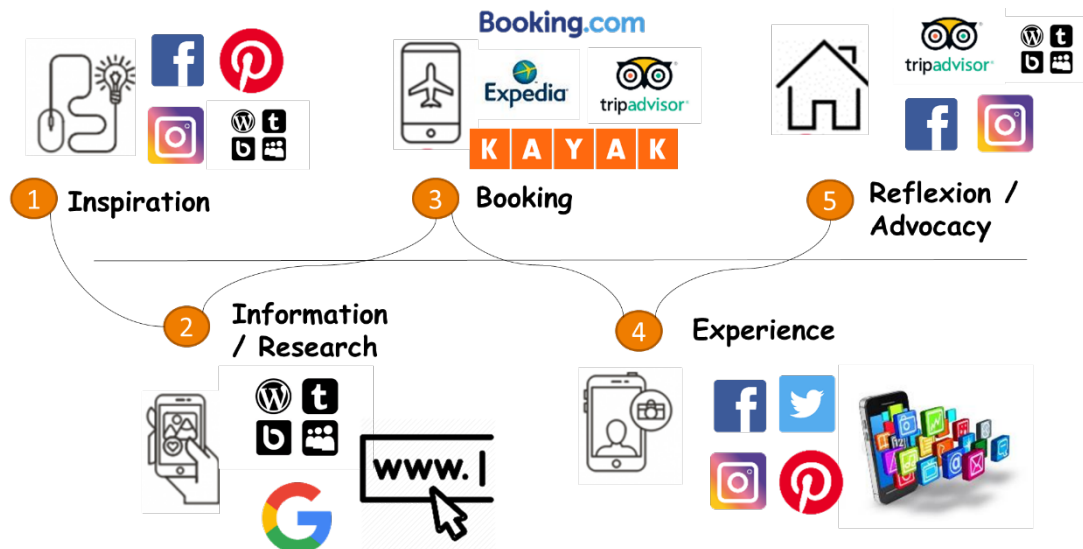 Booking.com
Expedia
tripadvisor
KAYAK
tripadvisor
1
Inspiration
3
Booking
5
Reflexion /
Advocacy
2
Information
/ Research
4
Experience
www.